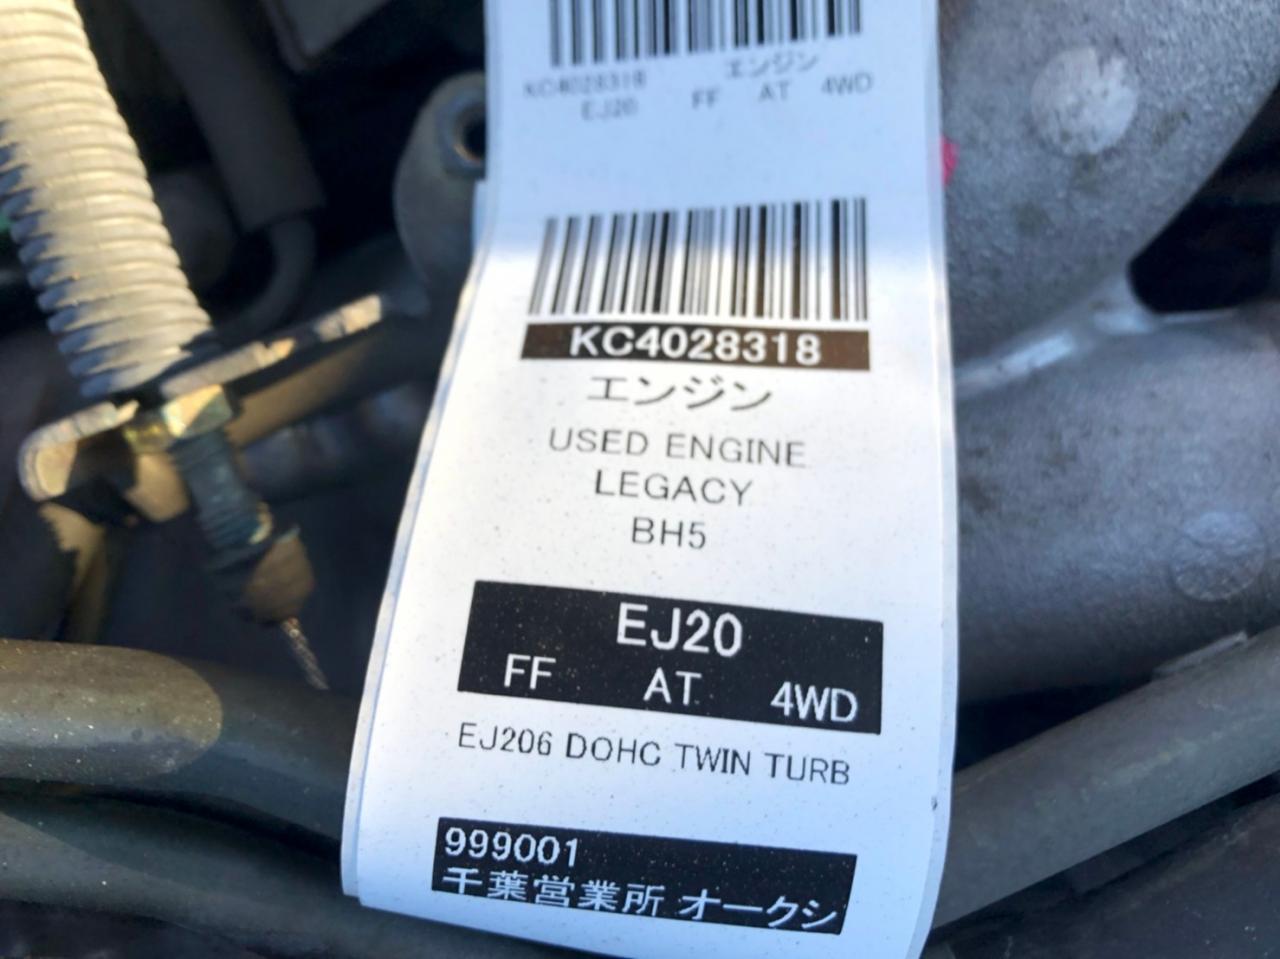 KC4028318 エンジン
EJ20 FF AT 4WD
KC4028318
エンジン
USED ENGINE
LEGACY
BH5
EJ20
FF AT 4WD
EJ206 DOHC TWIN TURB
999001
千葉営業所 オークシ